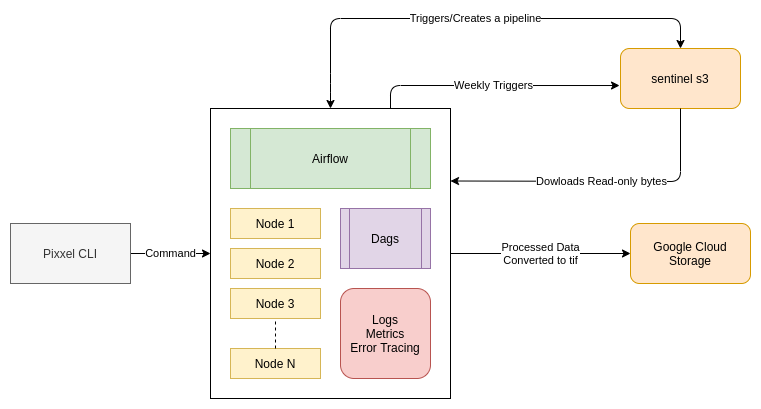 Triggers/Creates a pipeline
sentinel s3
Weekly Triggers
Airflow
Dowloads Read-only bytes
Node 1
Dags
Pixxel CLI
Command
Node 2
Processed Data
Converted to tif
Google Cloud
Storage
Node 3
Logs
Metrics
Error Tracing
Node N